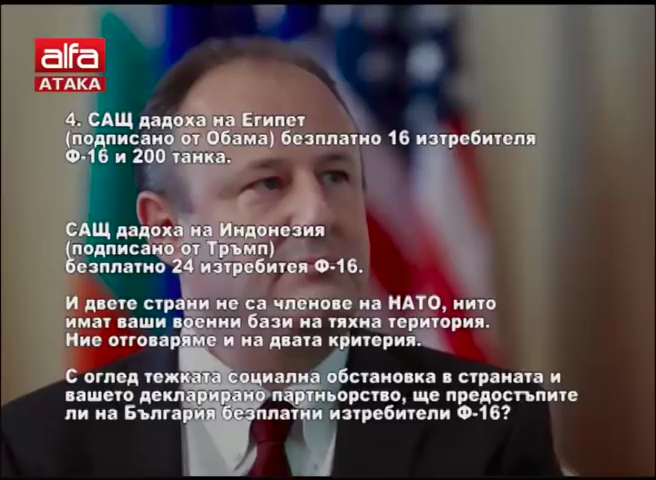 alfa
АТАКА
4. САЩ дадоха на Египет
(подписано от Обама) безплатно 16 изтребителя
Ф-16 и 200 танка.
САЩ дадоха на Индонезия
(подписано от Тръмп)
безплатно 24 изтребитея Ф-16.
И двете страни не са членове на НАТО, нито
имат ваши военни бази на тяхна територия.
Ние отговаряме и на двата критерия.
С оглед тежката социална обстановка в страната и
вашето декларирано партньорство, ще предостъпите
ли на България безплатни изтребители Ф-16?